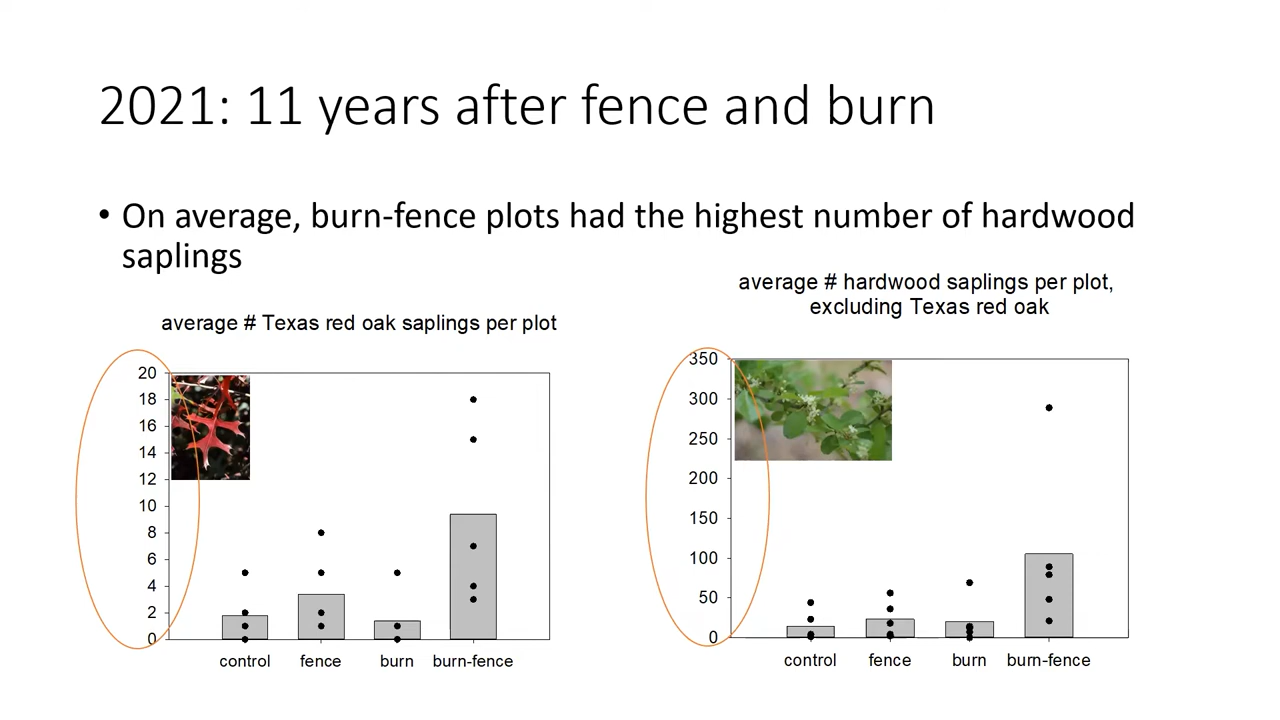 2021: 11 years after fence and burn
• On average, burn-fence plots had the highest number of hardwood
saplings
average # Texas red oak saplings per plot
20
18
16
14
12
10
8
6
4
2
0
control fence burn burn-fence
average # hardwood saplings per plot,
excluding Texas red oak
350
300
250
200
150
100
50
0
control fence burn burn-fence